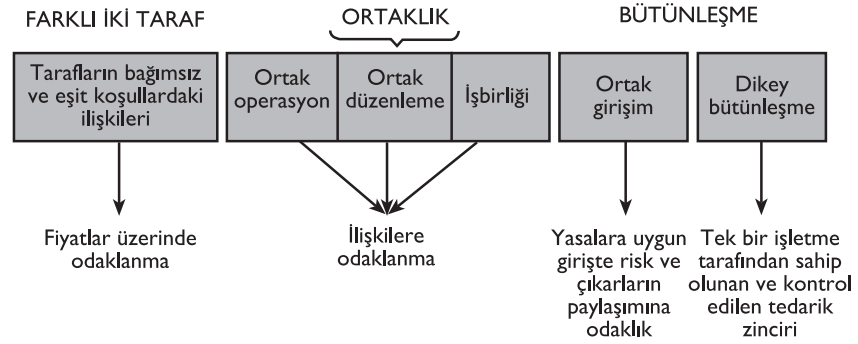 FARKLI İKİ TARAF
ORTAKLIK
BÜTÜNLEŞME
Tarafların bağımsız
ve eşit koşullardaki
ilişkileri
Ortak
operasyon
Ortak
düzenleme
İşbirliği
Ortak
girişim
Dikey
bütünleşme
Fiyatlar üzerinde
odaklanma
İlişkilere
odaklanma
Yasalara uygun
girişte risk ve
çıkarların
paylaşımına
odaklık
Tek bir işletme
tarafından sahip
olunan ve kontrol
edilen tedarik
zinciri